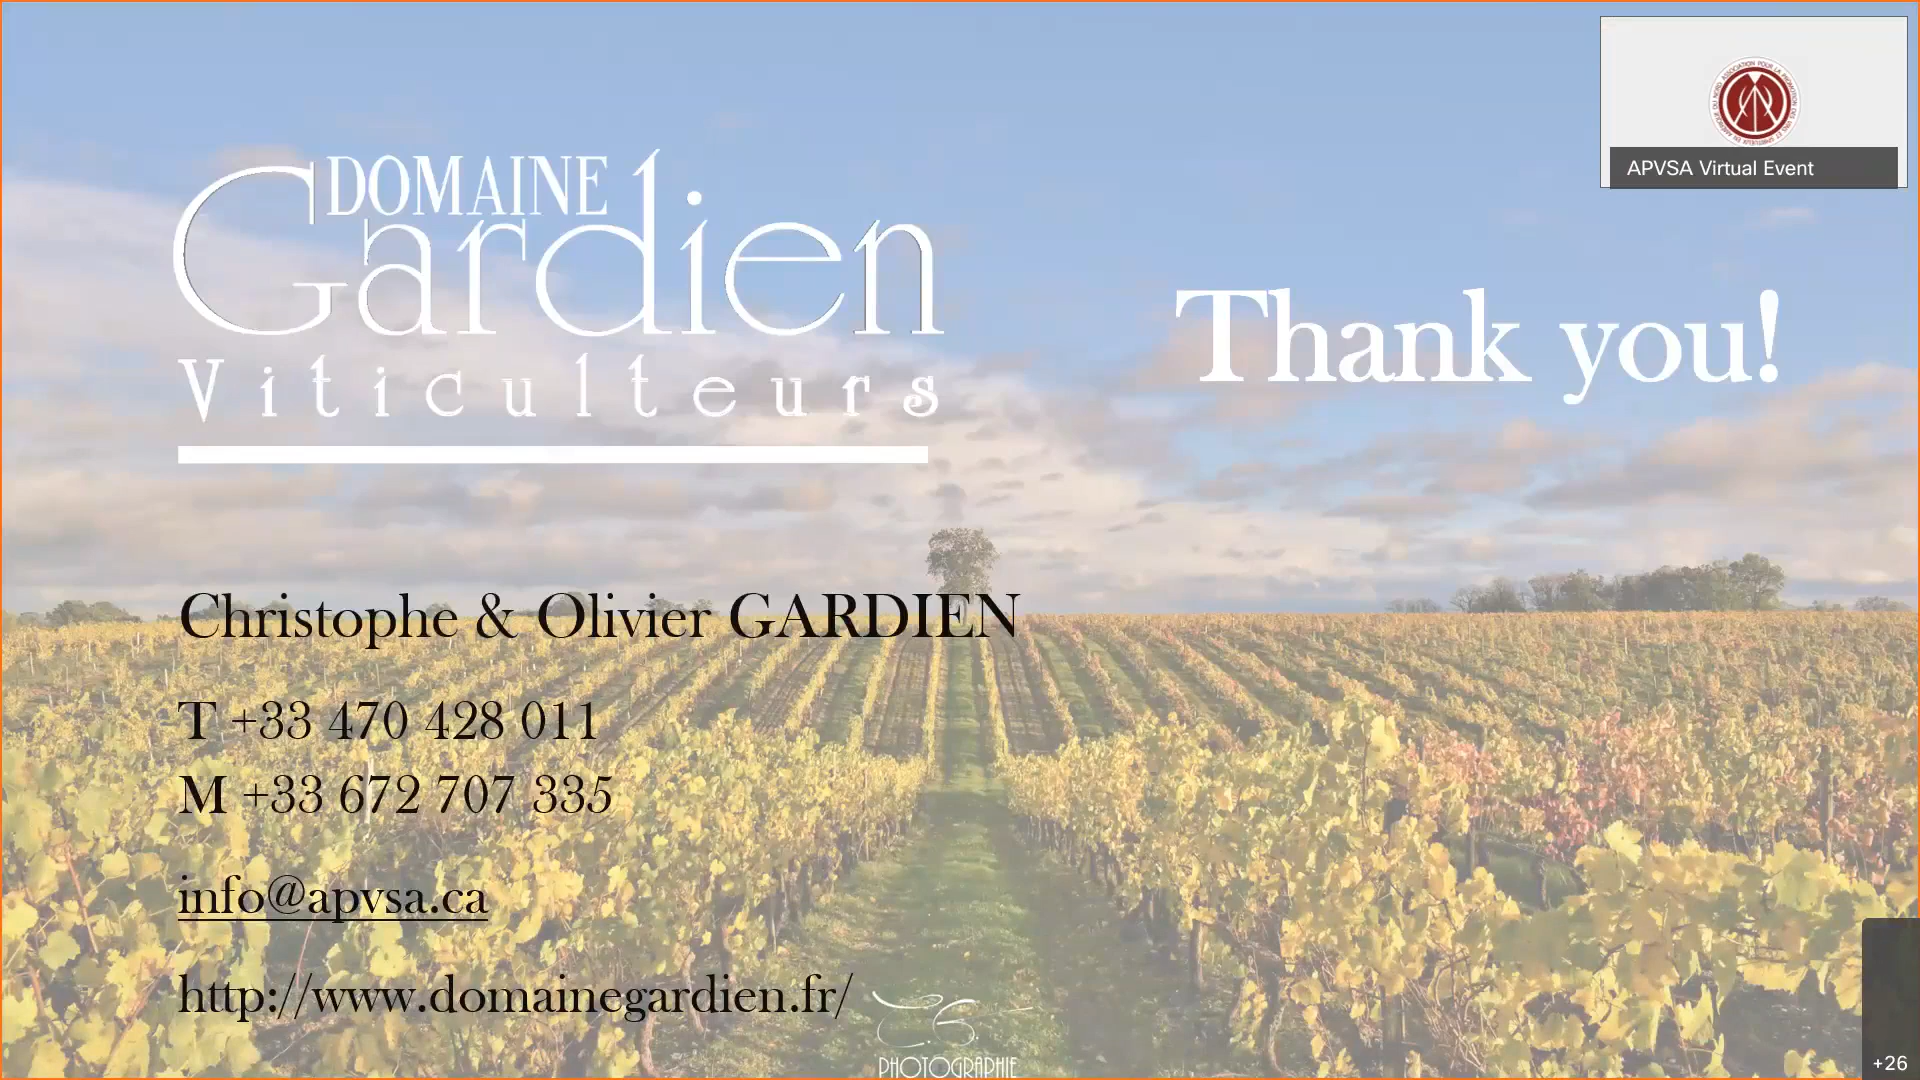 DOMAINE
Gardien
Viticulteurs
Thank you!
APVSA Virtual Event
Christophe & Olivier GARDIEN
T +33 470 428 011
M +33 672 707 335
info@apvsa.ca
http://www.domainegardien.fr/
PHOTOGRAPHIE
+26